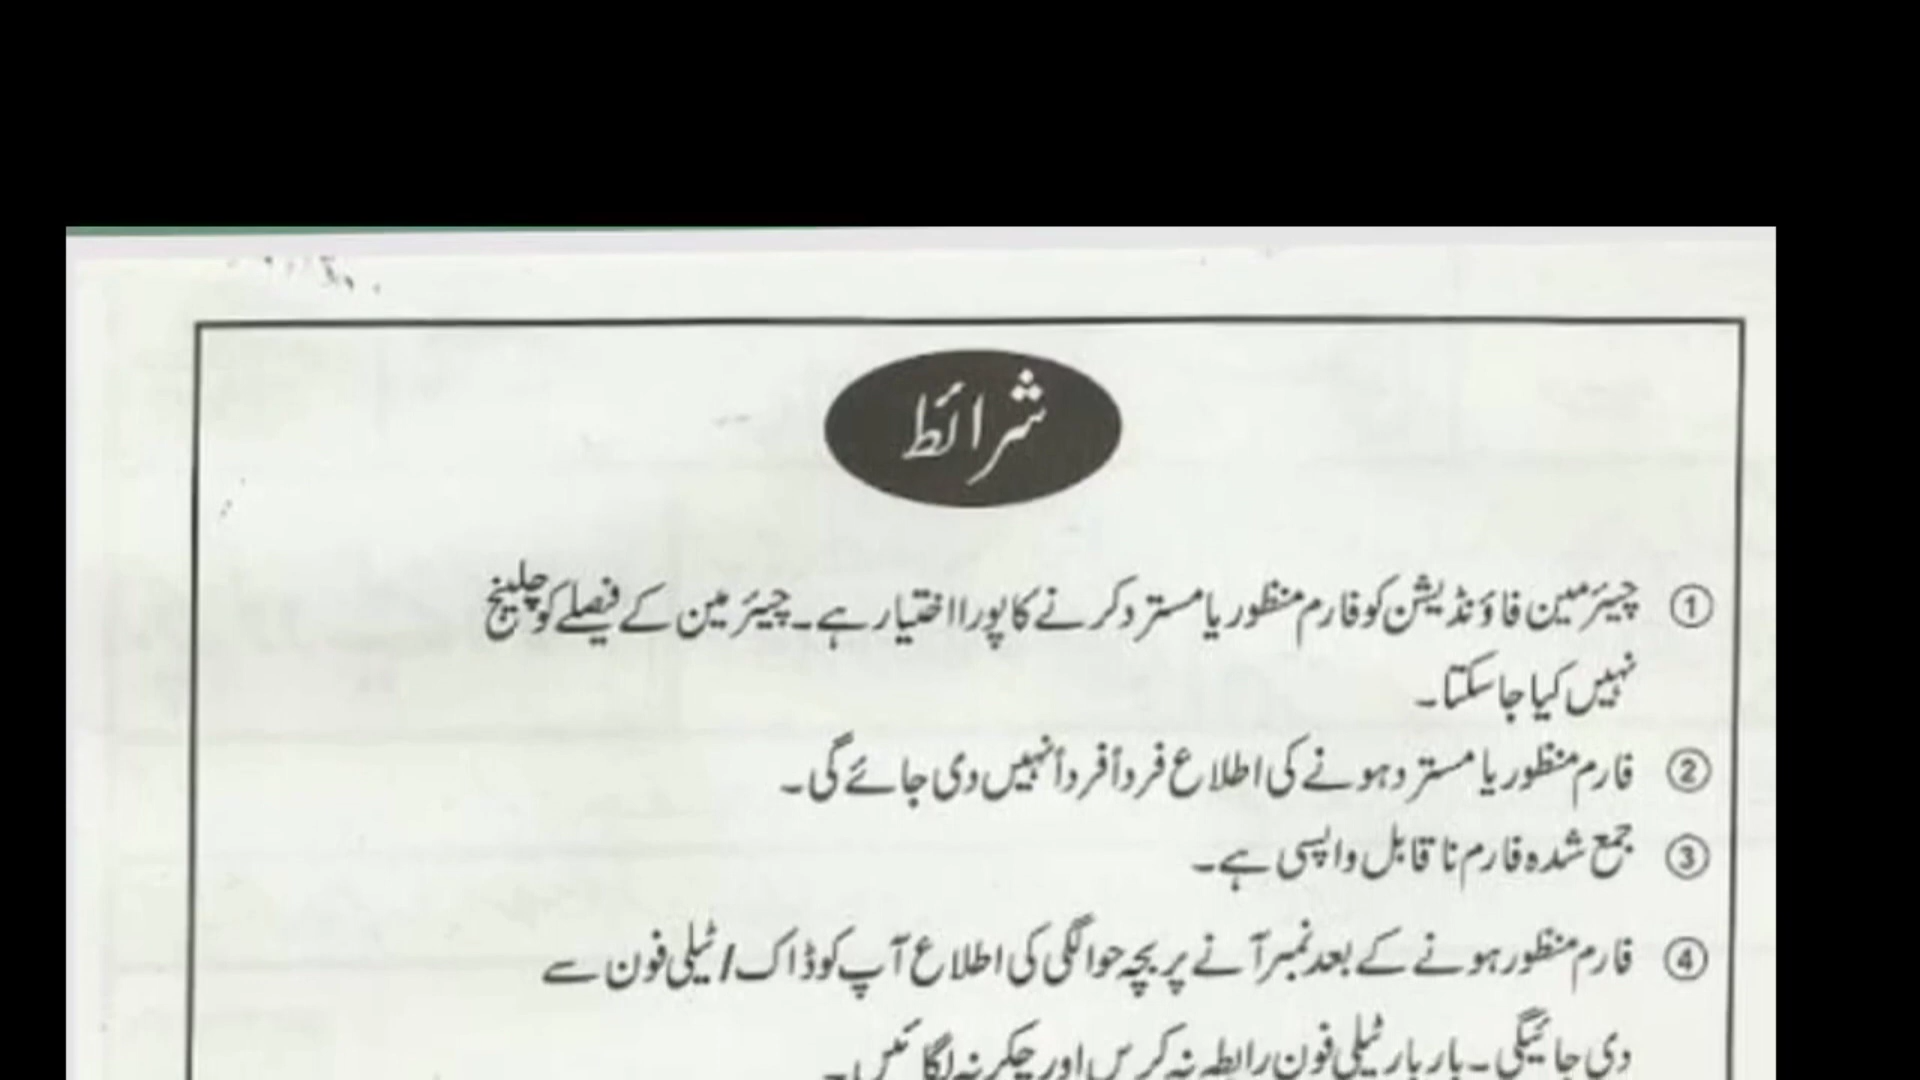 شرائط
① چیئرمین فاؤنڈیشن کو فارم منظور یا مسترد کرنے کا پورا اختیار ہے۔ چیئرمین کے فیصلے کو چیلینج
نہیں کیا جا سکتا۔
② فارم منظور یا مسترد ہونے کی اطلاع فرداً فرداً نہیں دی جائے گی۔
③ جمع شدہ فارم ناقابل واپسی ہے۔
④ فارم منظور ہونے کے بعد نمبر آنے پر بچہ حوالگی کی اطلاع آپ کو ڈاک / ٹیلی فون سے
دی جائیگی۔ بار بار ٹیلی فون رابطہ نہ کریں اور چکر نہ لگائیں۔